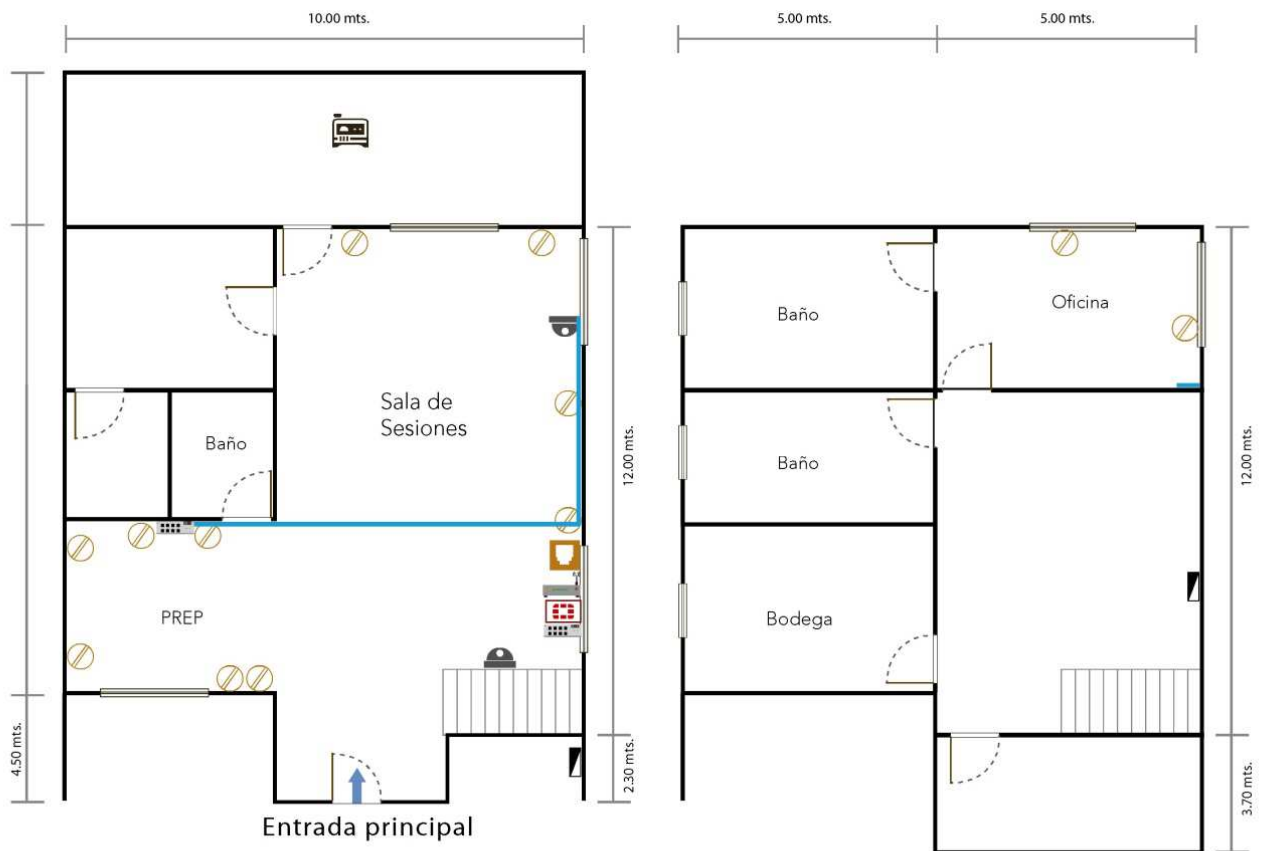 10.00 mts.
5.00 mts.
5.00 mts.
Sala de
Sesiones
Baño
PREP
12.00 mts.
4.50 mts.
2.30 mts.
Entrada principal
Baño
Oficina
Baño
Bodega
12.00 mts.
3.70 mts.